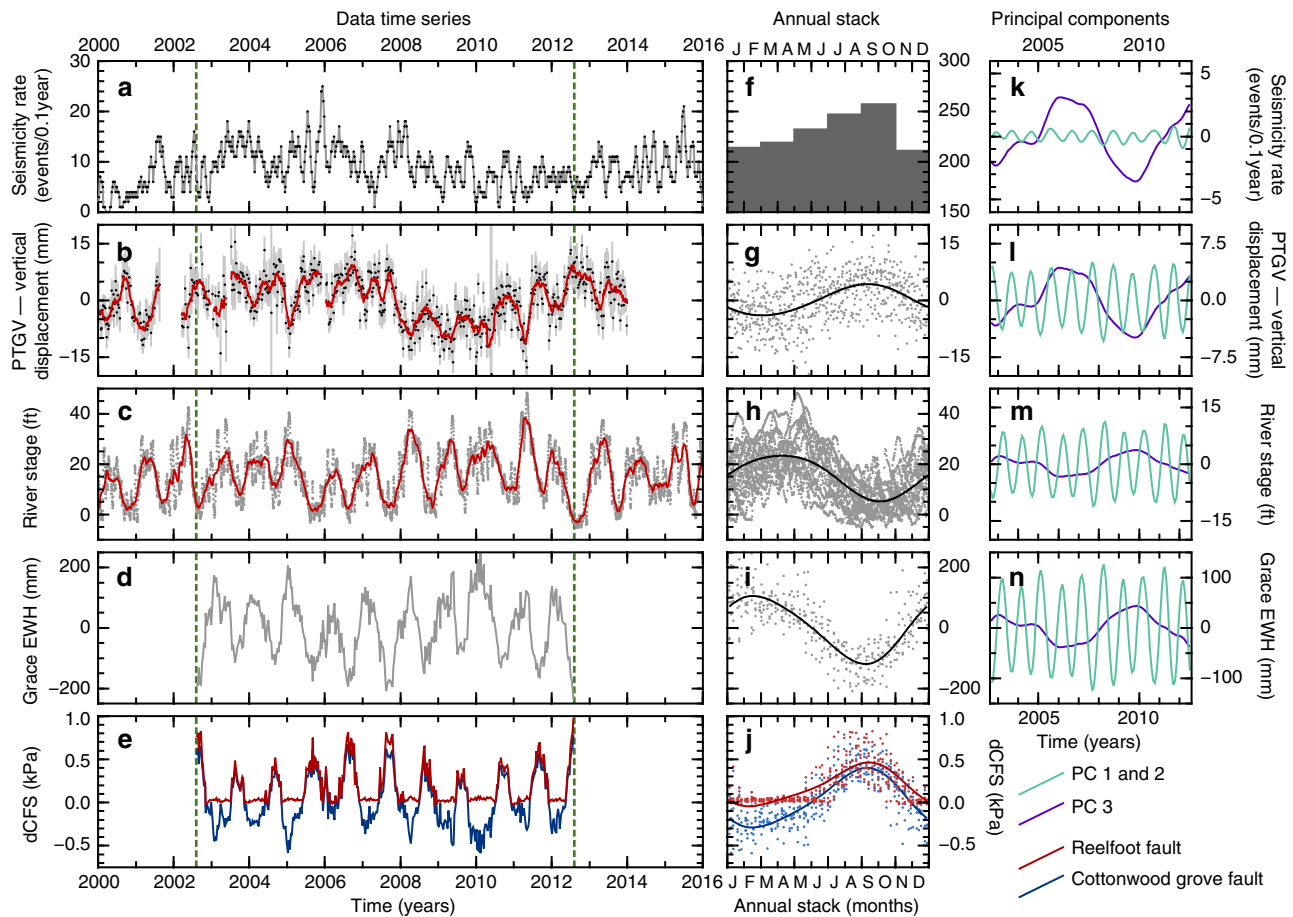 Data time series Annual stack Principal components
2000 2002 2004 2006 2008 2010 2012 2014 2016
J F M A M J J A S O N D
2005 2010
Seismicity rate
(events/0.1year)
30
20
10
0
a
f
300
250
200
150
k
5
0
−5
Seismicity rate
(events/0.1year)
PTGV — vertical
displacement (mm)
15
0
−15
b
g
15
0
−15
l
7.5
0.0
−7.5
PTGV — vertical
displacement (mm)
River stage (ft)
40
20
0
c
h
40
20
0
m
15
0
−15
River stage (ft)
Grace EWH (mm)
200
0
−200
d
i
200
0
−200
n
100
0
−100
Grace EWH (mm)
2005 2010
Time (years)
dCFS (kPa)
1.0
0.5
0.0
−0.5
e
j
1.0
0.5
0.0
−0.5
dCFS (kPa)
PC 1 and 2
PC 3
Reelfoot fault
Cottonwood grove fault
2000 2002 2004 2006 2008 2010 2012 2014 2016
J F M A M J J A S O N D
Time (years) Annual stack (months)